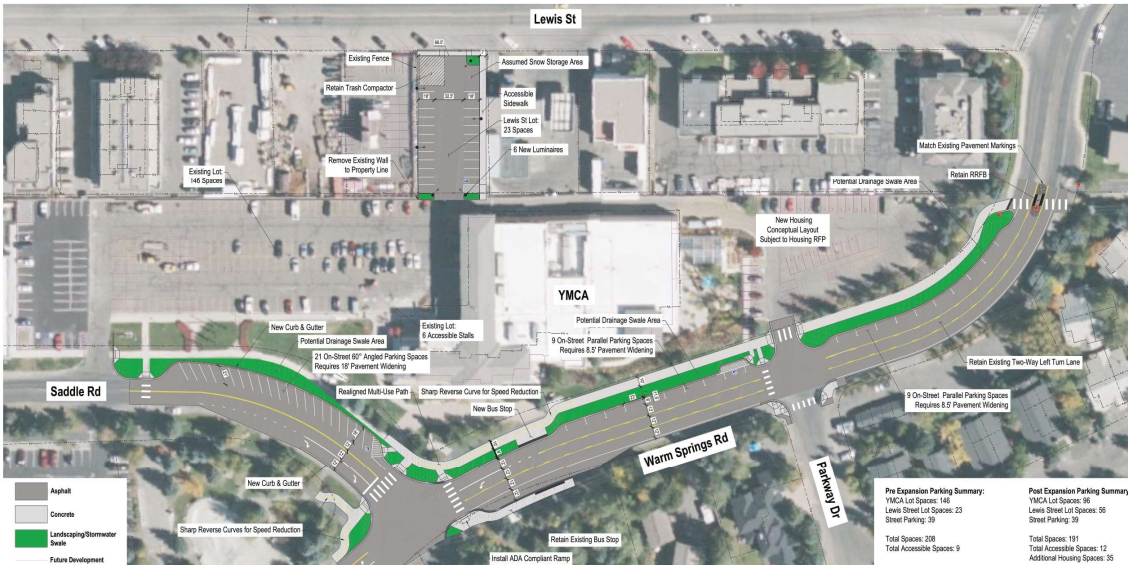 Lewis St
66.5'
Existing Fence
Assumed Snow Storage Area
Retain Trash Compactor
Accessible
Sidewalk
Lewis St Lot:
23 Spaces
6 New Luminaires
Remove Existing Wall
to Property Line
Existing Lot:
146 Spaces
Match Existing Pavement Markings
Retain RRFB
Potential Drainage Swale Area
New Housing
Conceptual Layout
Subject to Housing RFP
YMCA
New Curb & Gutter
Potential Drainage Swale Area
21 On-Street 60° Angled Parking Spaces
Requires 18' Pavement Widening
Existing Lot:
6 Accessible Stalls
Potential Drainage Swale Area
9 On-Street Parallel Parking Spaces
Requires 8.5' Pavement Widening
Retain Existing Two-Way Left Turn Lane
Saddle Rd
Realigned Multi-Use Path
Sharp Reverse Curve for Speed Reduction
New Bus Stop
9 On-Street Parallel Parking Spaces
Requires 8.5' Pavement Widening
Warm Springs Rd
Parkway Dr
New Curb & Gutter
Sharp Reverse Curves for Speed Reduction
Retain Existing Bus Stop
Install ADA Compliant Ramp
Asphalt
Concrete
Landscaping/Stormwater
Swale
Future Development
Pre Expansion Parking Summary:
YMCA Lot Spaces: 146
Lewis Street Lot Spaces: 23
Street Parking: 39
Total Spaces: 208
Total Accessible Spaces: 9
Post Expansion Parking Summary
YMCA Lot Spaces: 96
Lewis Street Lot Spaces: 56
Street Parking: 39
Total Spaces: 191
Total Accessible Spaces: 12
Additional Housing Spaces: 35